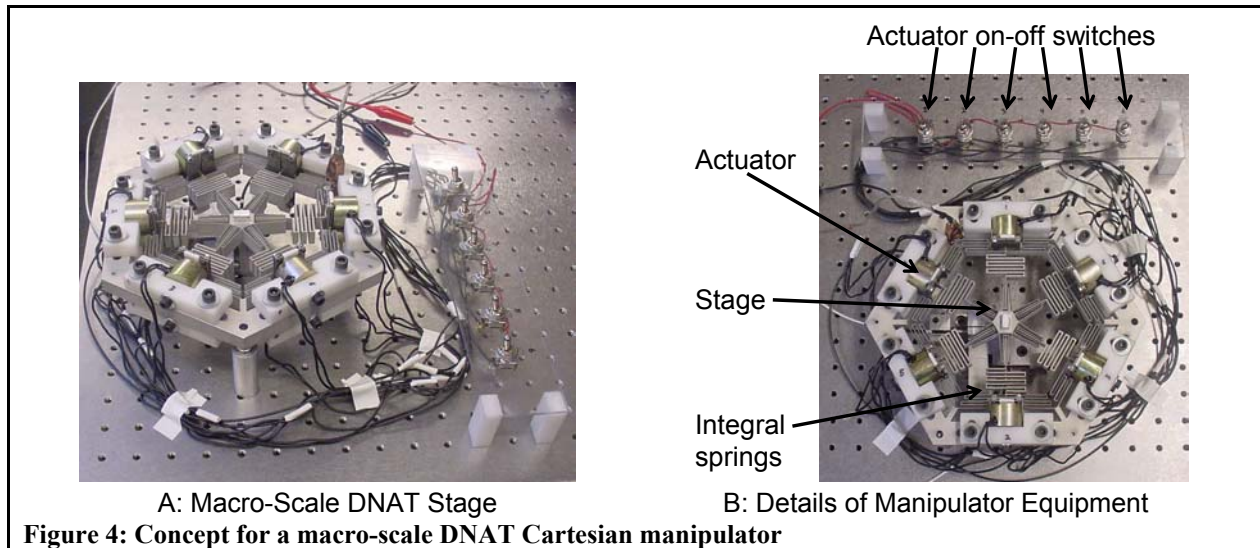 Actuator on-off switches
Actuator
Stage
Integral
springs
A: Macro-Scale DNAT Stage
B: Details of Manipulator Equipment
Figure 4: Concept for a macro-scale DNAT Cartesian manipulator